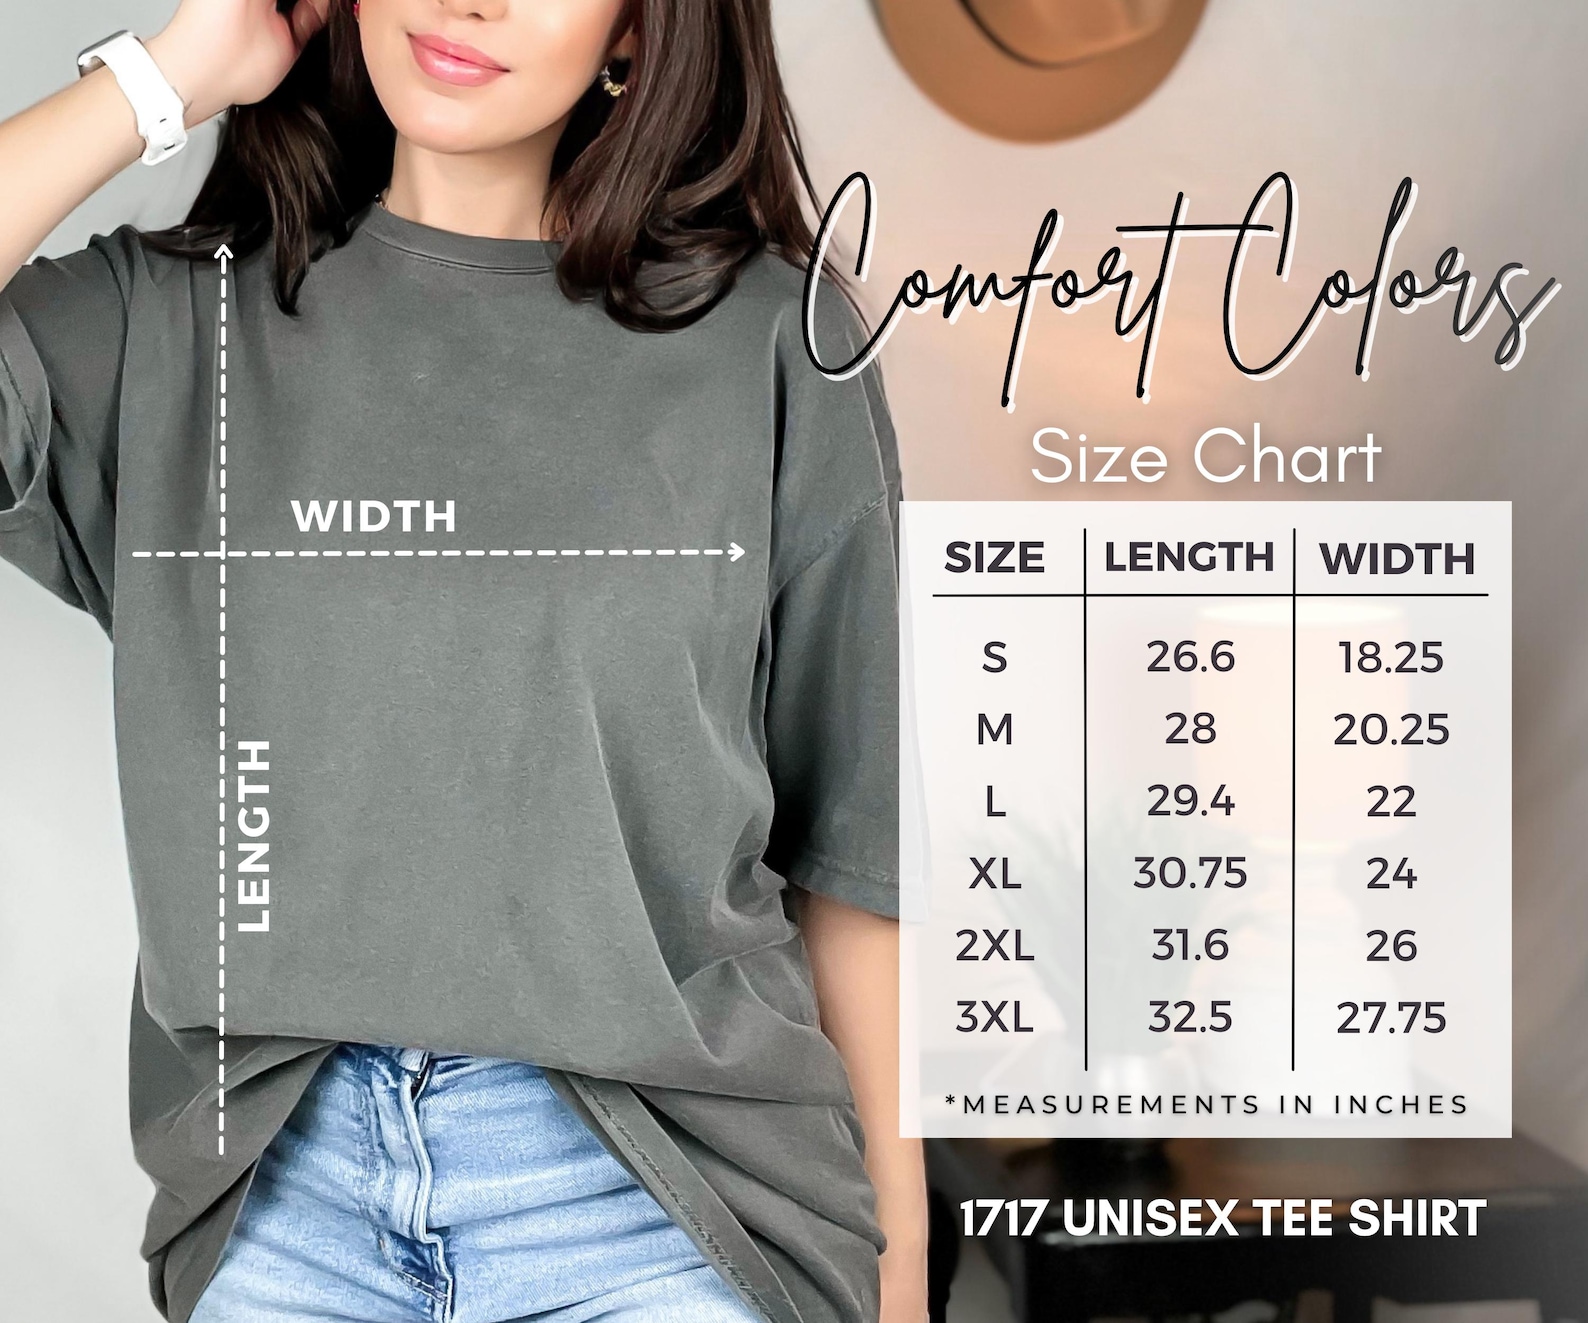 Comfort Colors
Size Chart
WIDTH
LENGTH
SIZE LENGTH WIDTH
S 26.6 18.25
M 28 20.25
L 29.4 22
XL 30.75 24
2XL 31.6 26
3XL 32.5 27.75
*MEASUREMENTS IN INCHES
1717 UNISEX TEE SHIRT